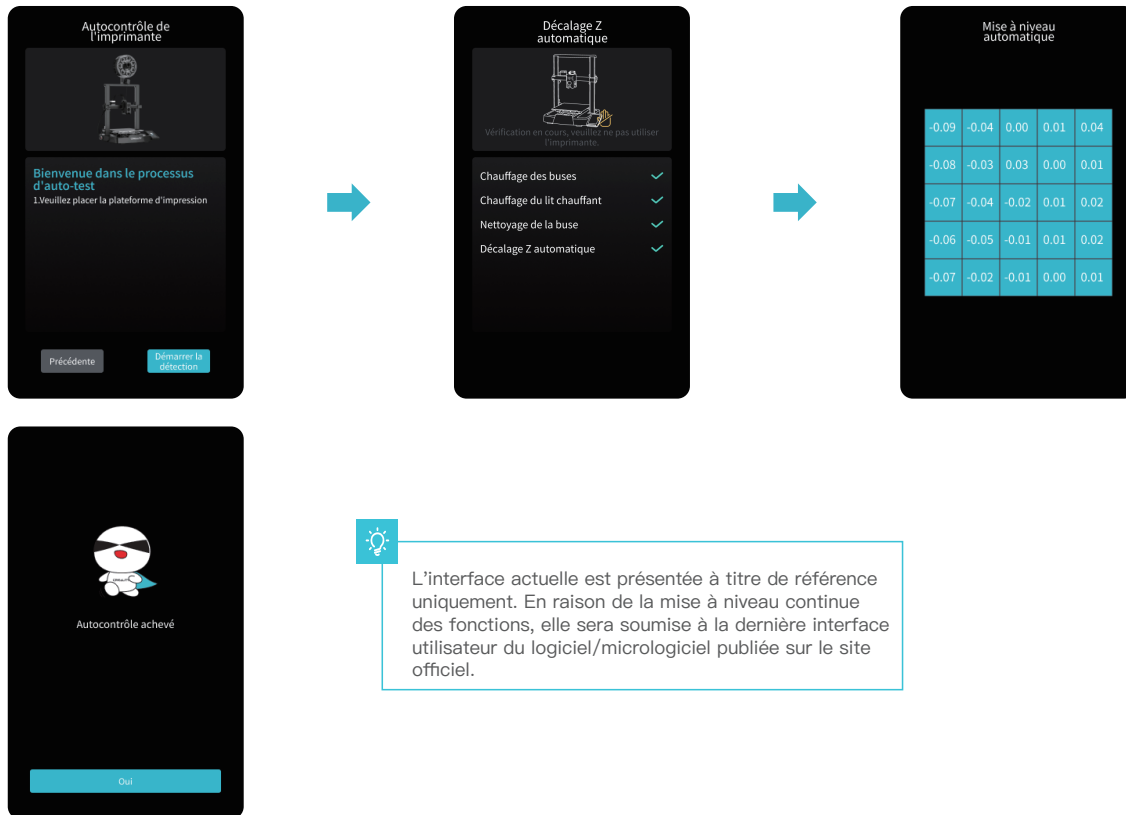 Autocontrôle de
l'imprimante
Bienvenue dans le processus
d'auto-test
1.Veuillez placer la plateforme d'impression
Précédente
Démarrer la
détection
Décalage Z
automatique
Vérification en cours, veuillez ne pas utiliser
l'imprimante.
Chauffage des buses
Chauffage du lit chauffant
Nettoyage de la buse
Décalage Z automatique
Mise à niveau
automatique
-0.09 -0.04 0.00 0.01 0.04
-0.08 -0.03 0.03 0.00 0.01
-0.07 -0.04 -0.02 0.01 0.02
-0.06 -0.05 -0.01 0.01 0.02
-0.07 -0.02 -0.01 0.00 0.01
CREALITY
Autocontrôle achevé
Oui
L'interface actuelle est présentée à titre de référence
uniquement. En raison de la mise à niveau continue
des fonctions, elle sera soumise à la dernière interface
utilisateur du logiciel/micrologiciel publiée sur le site
officiel.